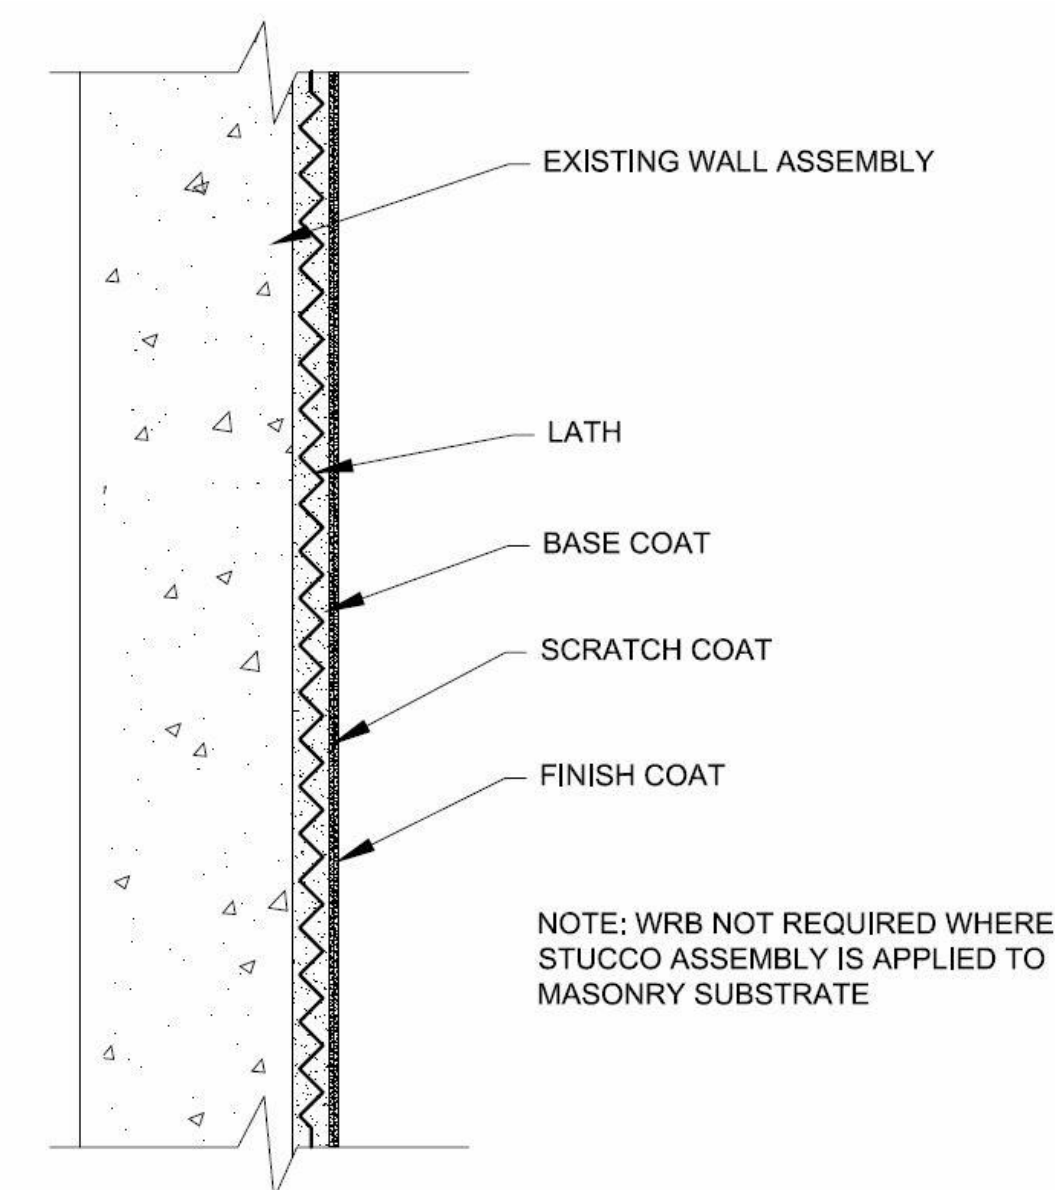 EXISTING WALL ASSEMBLY
LATH
BASE COAT
SCRATCH COAT
FINISH COAT
NOTE: WRB NOT REQUIRED WHERE
STUCCO ASSEMBLY IS APPLIED TO
MASONRY SUBSTRATE